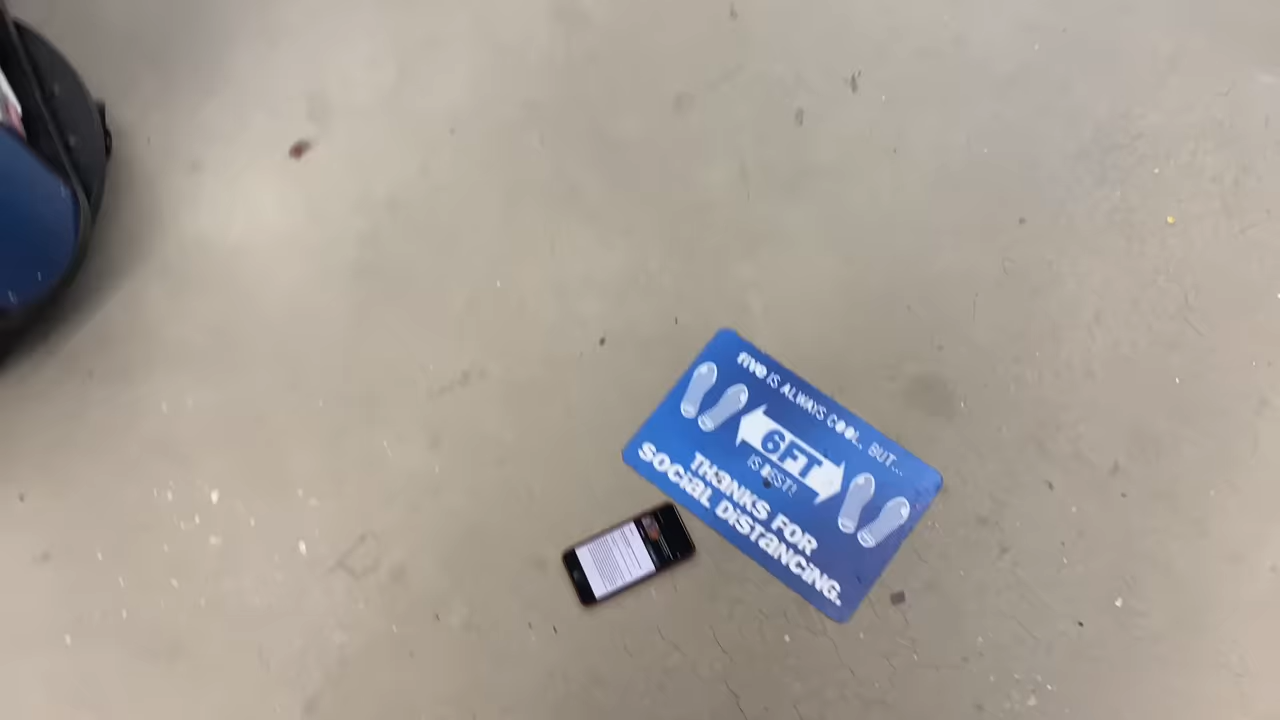 five IS ALWAYS COOL, BUT...
6FT
IS BEST!
THaNKS FOR
SOCiaL DiSTaNCiNG.